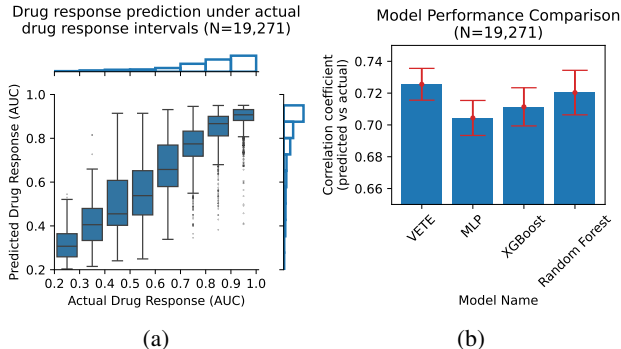 Drug response prediction under actual
drug response intervals (N=19,271)
Predicted Drug Response (AUC)
1.0
0.8
0.6
0.4
0.2
0.2 0.3 0.4 0.5 0.6 0.7 0.8 0.9 1.0
Actual Drug Response (AUC)
(a)
Model Performance Comparison
(N=19,271)
Correlation coefficient
(predicted vs actual)
0.74
0.72
0.70
0.68
0.66
VETE
MLP
XGBoost
Random Forest
Model Name
(b)